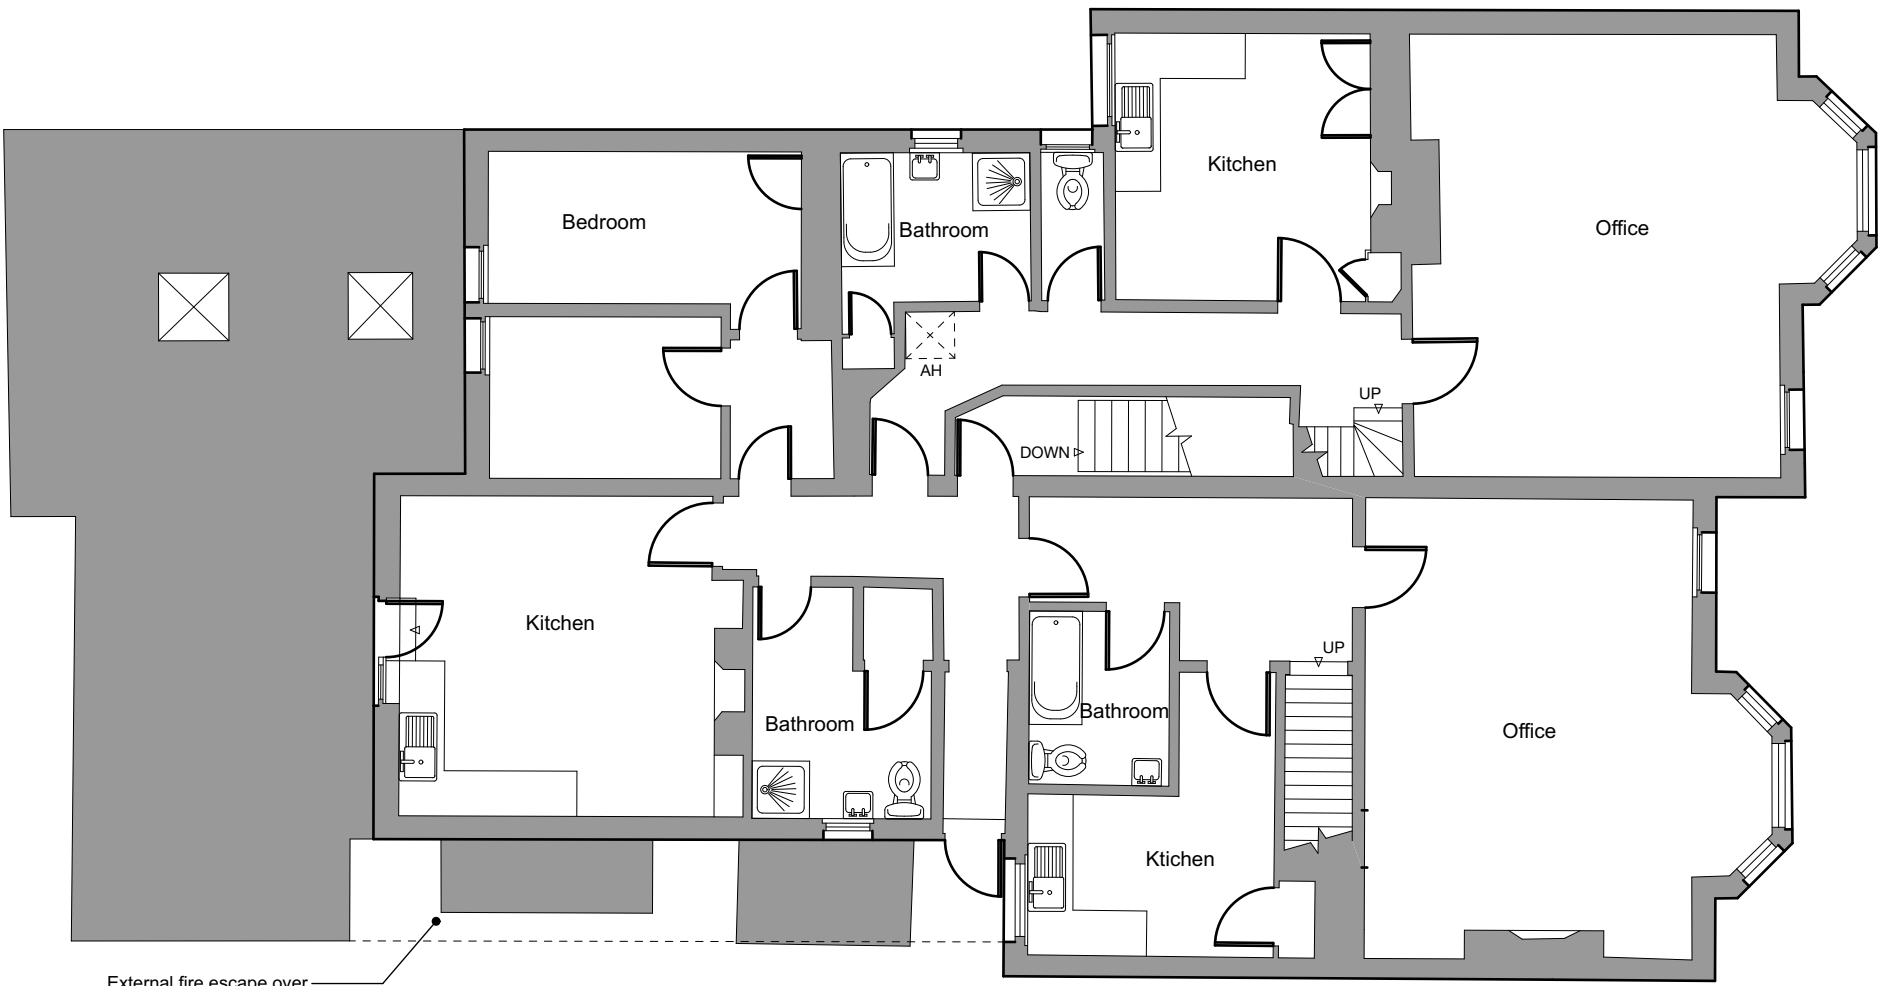 Kitchen
Bedroom
Bathroom
Office
AH
UP
DOWN
Kitchen
UP
Bathroom
Bathroom
Office
Ktichen
External fire escape over